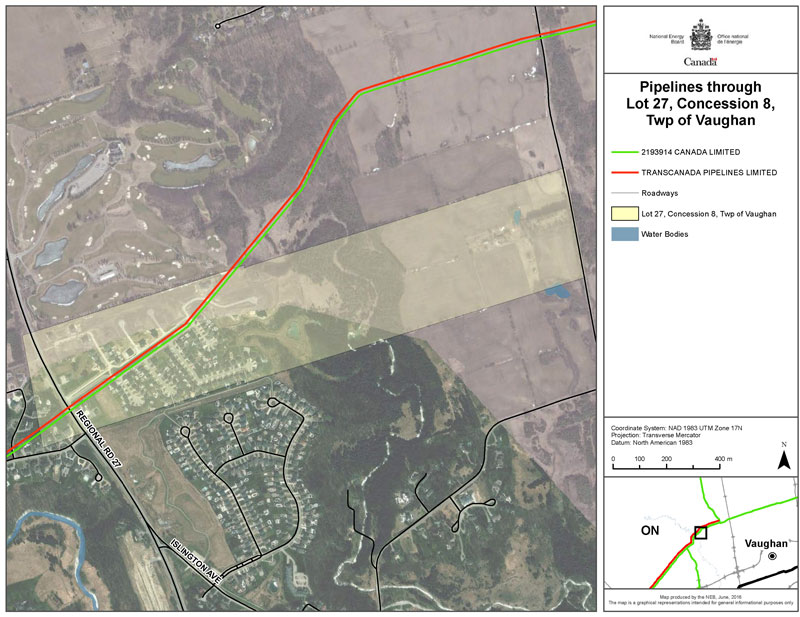 National Energy Board
Office national de l'énergie
Canada
Pipelines through
Lot 27, Concession 8,
Twp of Vaughan
2193914 CANADA LIMITED
TRANSCANADA PIPELINES LIMITED
Roadways
Lot 27, Concession 8, Twp of Vaughan
Water Bodies
REGIONAL RD 27
ISLINGTON AVE
Coordinate System: NAD 1983 UTM Zone 17N
Projection: Transverse Mercator
Datum: North American 1983
N
0 100 200 400 m
ON
Vaughan
Map produced by the NEB, June, 2016
The map is a graphical representations intended for general informational purposes only.